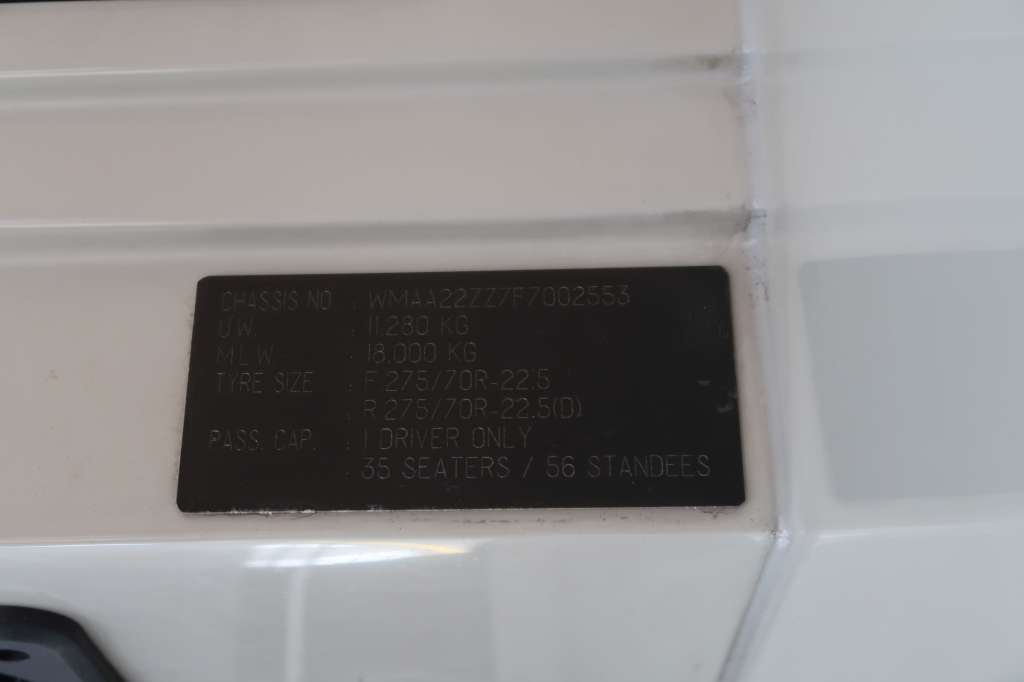 CHASSIS NO : WMAA22ZZ7F7002553
U.W. : 11,280 KG
M.L.W. : 18,000 KG
TYRE SIZE : F 275/70R-22.5
: R 275/70R-22.5(D)
PASS. CAP. : 1 DRIVER ONLY
: 35 SEATERS / 56 STANDEES